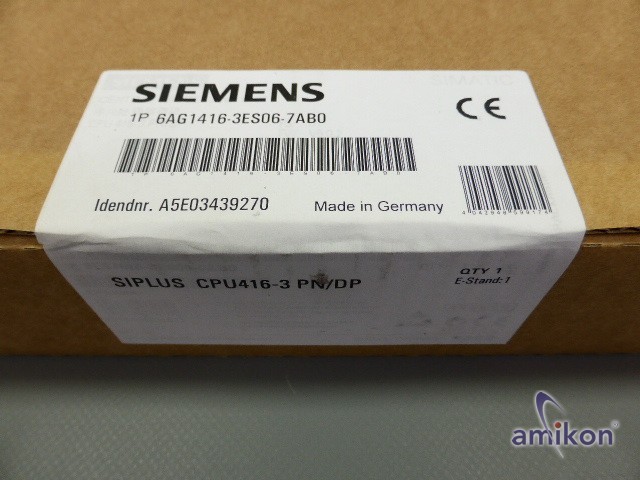 SIEMENS
1P 6AG1416-3ES06-7AB0
Idendnr. A5E03439270
Made in Germany
CE
SIPLUS CPU416-3 PN/DP
QTY 1
E-Stand:1
amikon